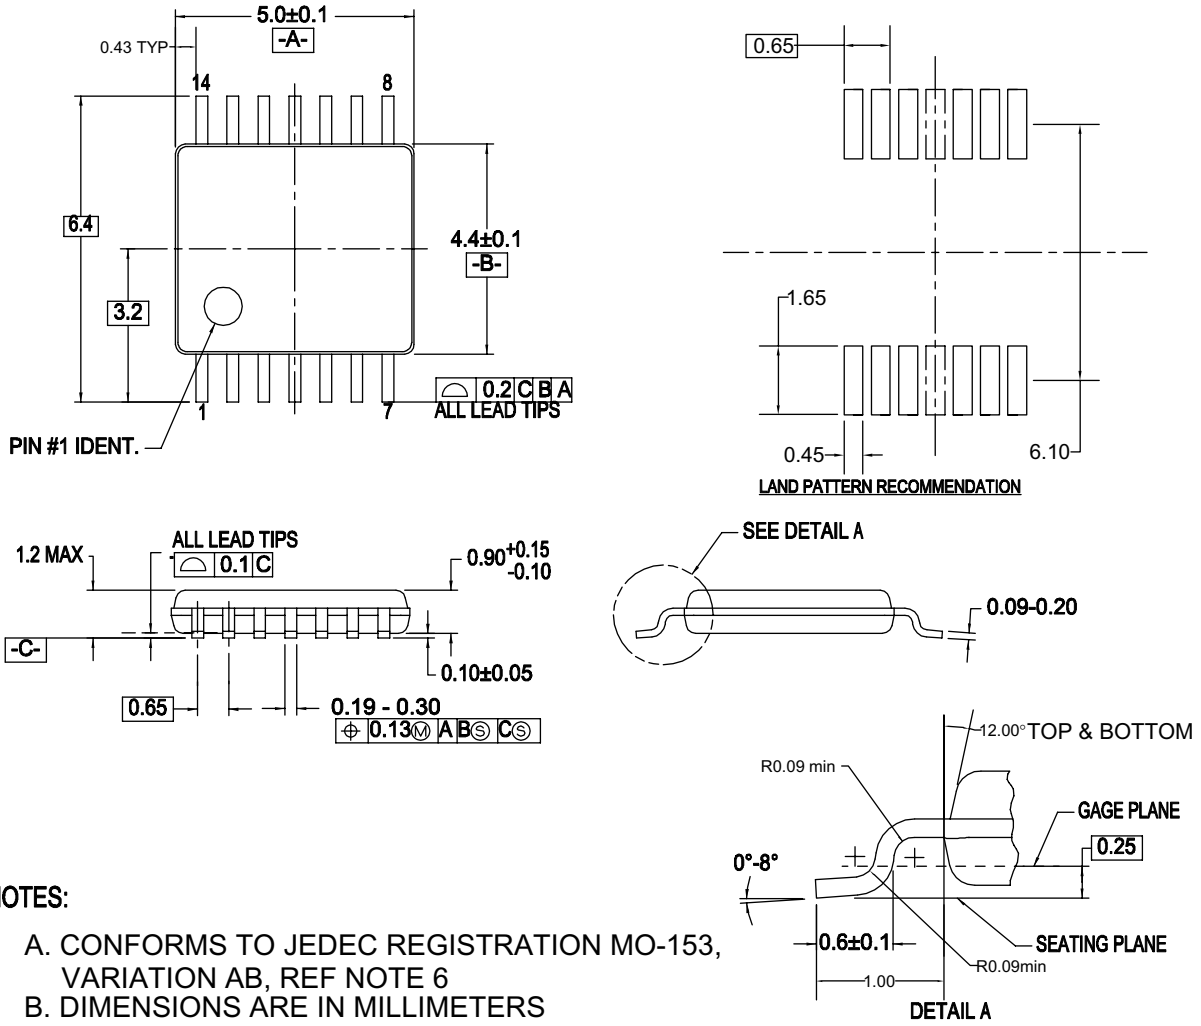 5.0±0.1
-A-
0.43 TYP
14
8
6.4
4.4±0.1
-B-
3.2
0.2 C B A
ALL LEAD TIPS
1
7
PIN #1 IDENT.
0.65
1.65
0.45
6.10
LAND PATTERN RECOMMENDATION
ALL LEAD TIPS
0.1 C
1.2 MAX
0.90 +0.15
-0.10
-C-
0.10±0.05
0.65
0.19 - 0.30
⌖ 0.13Ⓜ A BⓈ CⓈ
SEE DETAIL A
0.09-0.20
12.00° TOP & BOTTOM
R0.09 min
GAGE PLANE
0.25
0°-8°
0.6±0.1
SEATING PLANE
R0.09min
1.00
DETAIL A
NOTES:
A. CONFORMS TO JEDEC REGISTRATION MO-153,
VARIATION AB, REF NOTE 6
B. DIMENSIONS ARE IN MILLIMETERS